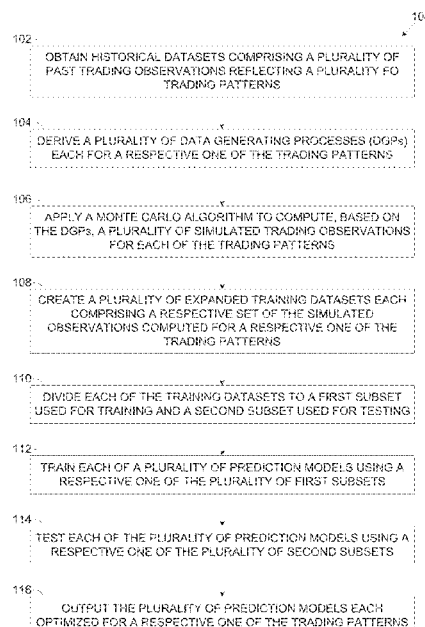 10
102
OBTAIN HISTORICAL DATASETS COMPRISING A PLURALITY OF
PAST TRADING OBSERVATIONS REFLECTING A PLURALITY FO
TRADING PATTERNS
104
DERIVE A PLURALITY OF DATA GENERATING PROCESSES (DGPs)
EACH FOR A RESPECTIVE ONE OF THE TRADING PATTERNS
106
APPLY A MONTE CARLO ALGORITHM TO COMPUTE, BASED ON
THE DGPs, A PLURALITY OF SIMULATED TRADING OBSERVATIONS
FOR EACH OF THE TRADING PATTERNS
108
CREATE A PLURALITY OF EXPANDED TRAINING DATASETS EACH
COMPRISING A RESPECTIVE SET OF THE SIMULATED
OBSERVATIONS COMPUTED FOR A RESPECTIVE ONE OF THE
TRADING PATTERNS
110
DIVIDE EACH OF THE TRAINING DATASETS TO A FIRST SUBSET
USED FOR TRAINING AND A SECOND SUBSET USED FOR TESTING
112
TRAIN EACH OF A PLURALITY OF PREDICTION MODELS USING A
RESPECTIVE ONE OF THE PLURALITY OF FIRST SUBSETS
114
TEST EACH OF THE PLURALITY OF PREDICTION MODELS USING A
RESPECTIVE ONE OF THE PLURALITY OF SECOND SUBSETS
116
OUTPUT THE PLURALITY OF PREDICTION MODELS EACH
OPTIMIZED FOR A RESPECTIVE ONE OF THE TRADING PATTERNS